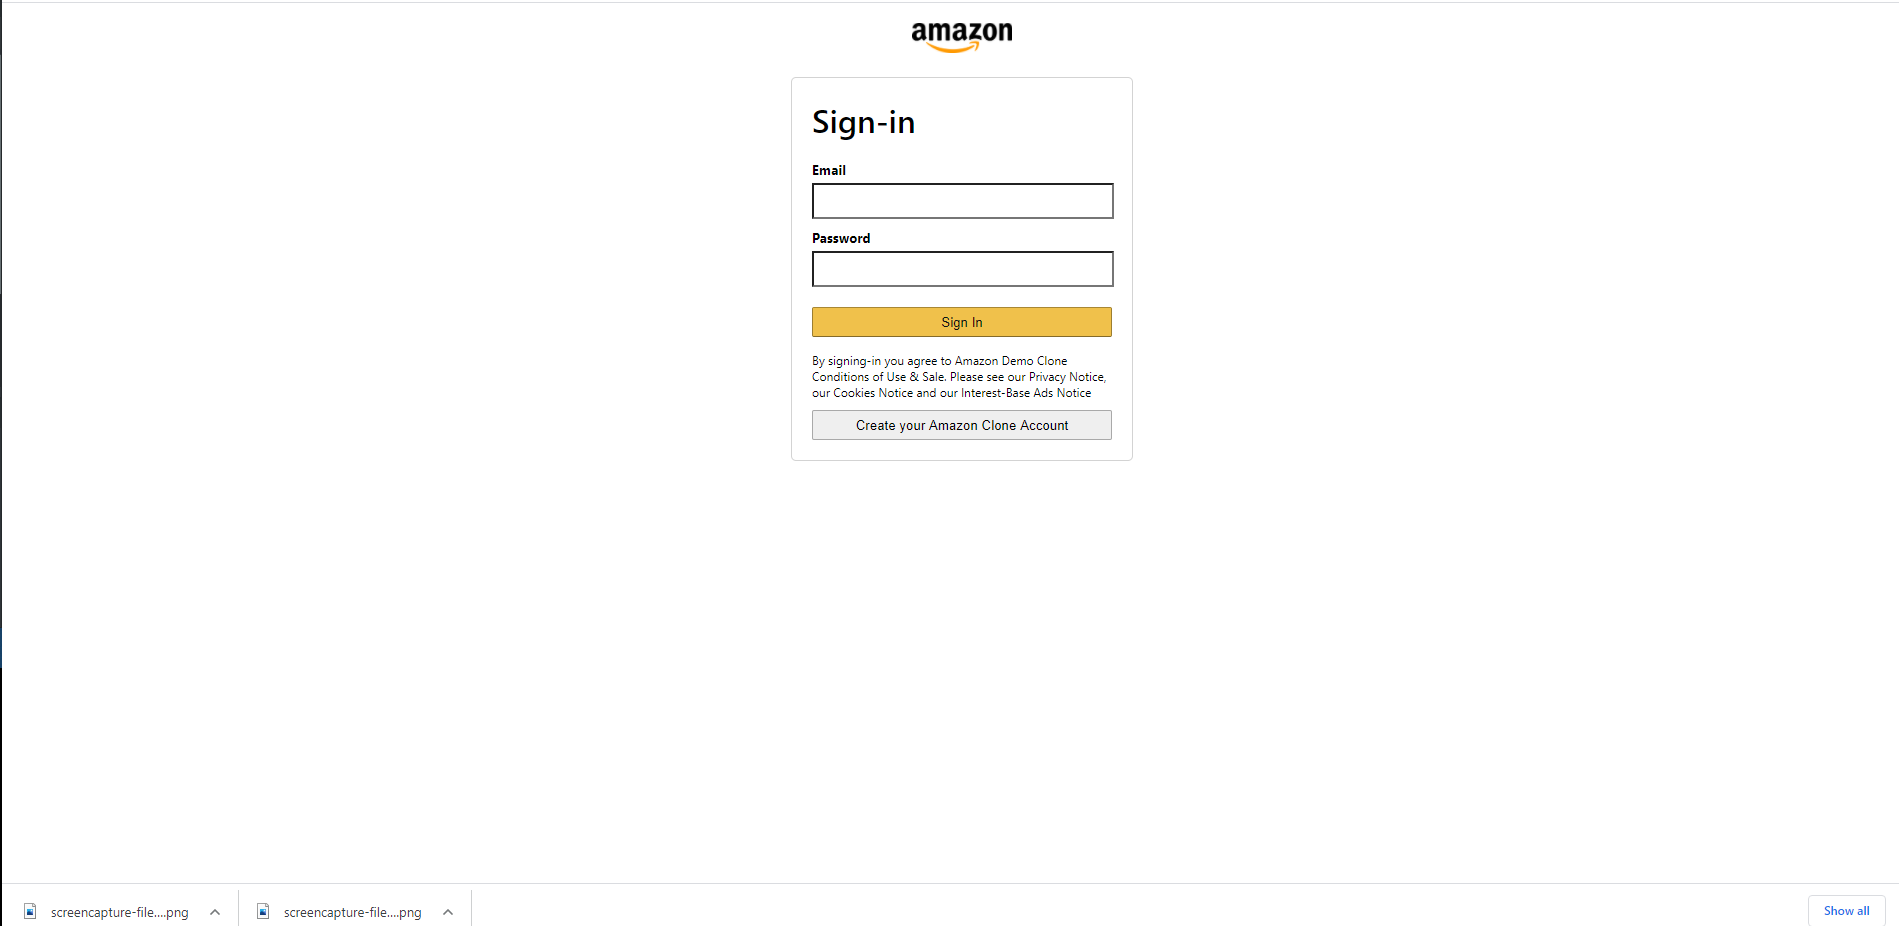 amazon
Sign-in
Email
Password
Sign In
By signing-in you agree to Amazon Demo Clone
Conditions of Use & Sale. Please see our Privacy Notice,
our Cookies Notice and our Interest-Base Ads Notice
Create your Amazon Clone Account
screencapture-file....png
screencapture-file....png
Show all